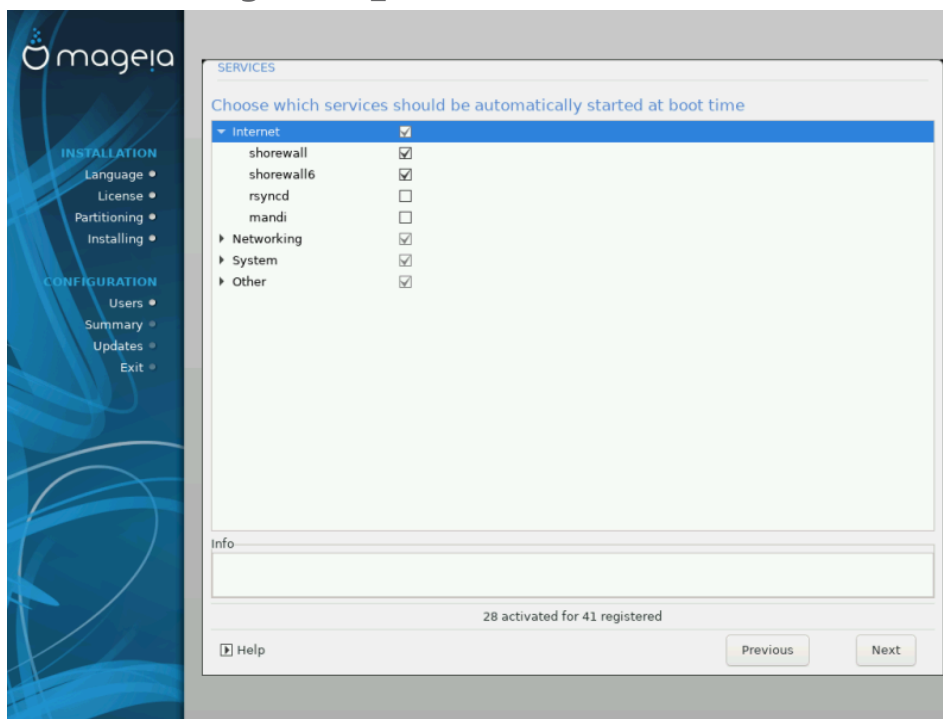 mageia
SERVICES
Choose which services should be automatically started at boot time
Internet
shorewall
shorewall6
rsyncd
mandi
Networking
System
Other
INSTALLATION
Language
License
Partitioning
Installing
CONFIGURATION
Users
Summary
Updates
Exit
Info
28 activated for 41 registered
Help
Previous
Next